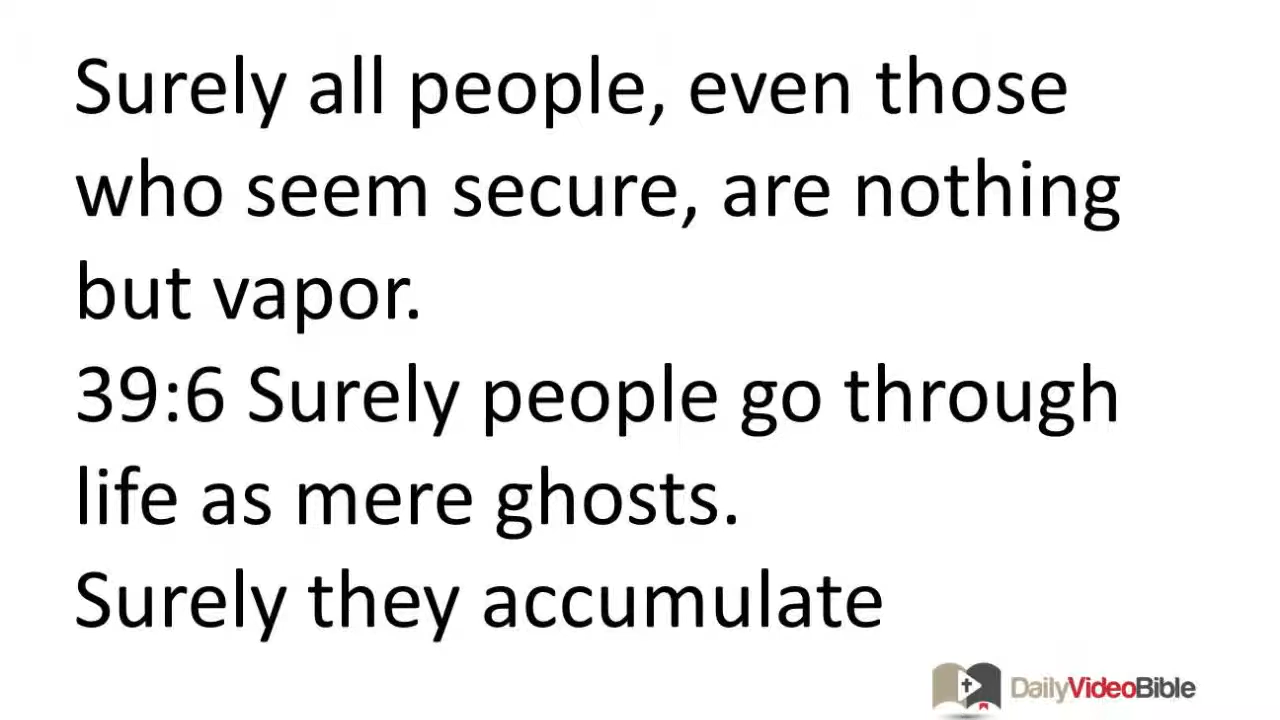 Surely all people, even those
who seem secure, are nothing
but vapor.
39:6 Surely people go through
life as mere ghosts.
Surely they accumulate
DailyVideoBible